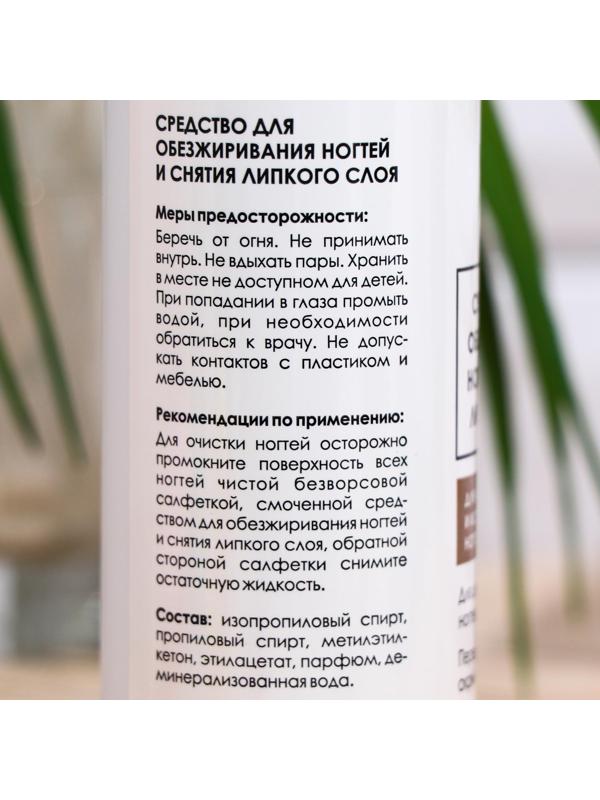 СРЕДСТВО ДЛЯ
ОБЕЗЖИРИВАНИЯ НОГТЕЙ
И СНЯТИЯ ЛИПКОГО СЛОЯ
Меры предосторожности:
Беречь от огня. Не принимать
внутрь. Не вдыхать пары. Хранить
в месте не доступном для детей.
При попадании в глаза промыть
водой, при необходимости
обратиться к врачу. Не допус-
кать контактов с пластиком и
мебелью.
Рекомендации по применению:
Для очистки ногтей осторожно
промокните поверхность всех
ногтей чистой безворсовой
салфеткой, смоченной сред-
ством для обезжиривания ногтей
и снятия липкого слоя, обратной
стороной салфетки снимите
остаточную жидкость.
Состав: изопропиловый спирт,
пропиловый спирт, метилэтил-
кетон, этилацетат, парфюм, де-
минерализованная вода.